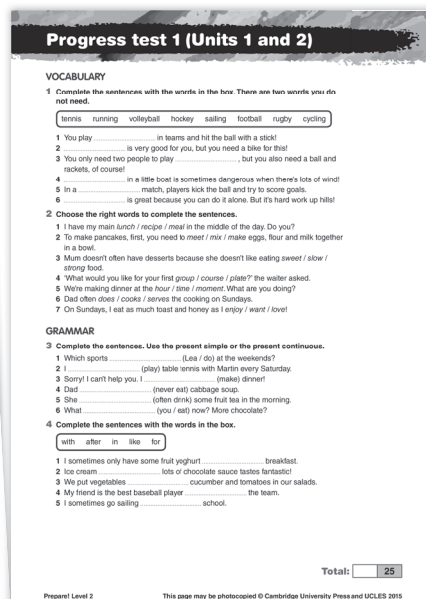 Progress test 1 (Units 1 and 2)
VOCABULARY
1 Complete the sentences with the words in the box. There are two words you do
not need.
tennis running volleyball hockey sailing football rugby cycling
1 You play .............................. in teams and hit the ball with a stick!
2 .............................. is very good for you, but you need a bike for this!
3 You only need two people to play .............................., but you also need a ball and
rackets, of course!
4 .............................. in a little boat is sometimes dangerous when there's lots of wind!
5 In a .............................. match, players kick the ball and try to score goals.
6 .............................. is great because you can do it alone. But it's hard work up hills!
2 Choose the right words to complete the sentences.
1 I have my main lunch / recipe / meal in the middle of the day. Do you?
2 To make pancakes, first, you need to meet / mix / make eggs, flour and milk together
in a bowl.
3 Mum doesn't often have desserts because she doesn't like eating sweet / slow /
strong food.
4 'What would you like for your first group / course / plate?' the waiter asked.
5 We're making dinner at the hour / time / moment. What are you doing?
6 Dad often does / cooks / serves the cooking on Sundays.
7 On Sundays, I eat as much toast and honey as I enjoy / want / love!
GRAMMAR
3 Complete the sentences. Use the present simple or the present continuous.
1 Which sports .............................. (Lea / do) at the weekends?
2 I .............................. (play) table tennis with Martin every Saturday.
3 Sorry! I can't help you. I .............................. (make) dinner!
4 Dad .............................. (never eat) cabbage soup.
5 She .............................. (often drink) some fruit tea in the morning.
6 What .............................. (you / eat) now? More chocolate?
4 Complete the sentences with the words in the box.
with after in like for
1 I sometimes only have some fruit yoghurt .............................. breakfast.
2 Ice cream .............................. lots of chocolate sauce tastes fantastic!
3 We put vegetables .............................. cucumber and tomatoes in our salads.
4 My friend is the best baseball player .............................. the team.
5 I sometimes go sailing .............................. school.
Total: 25
Prepare! Level 2 This page may be photocopied © Cambridge University Press and UCLES 2015